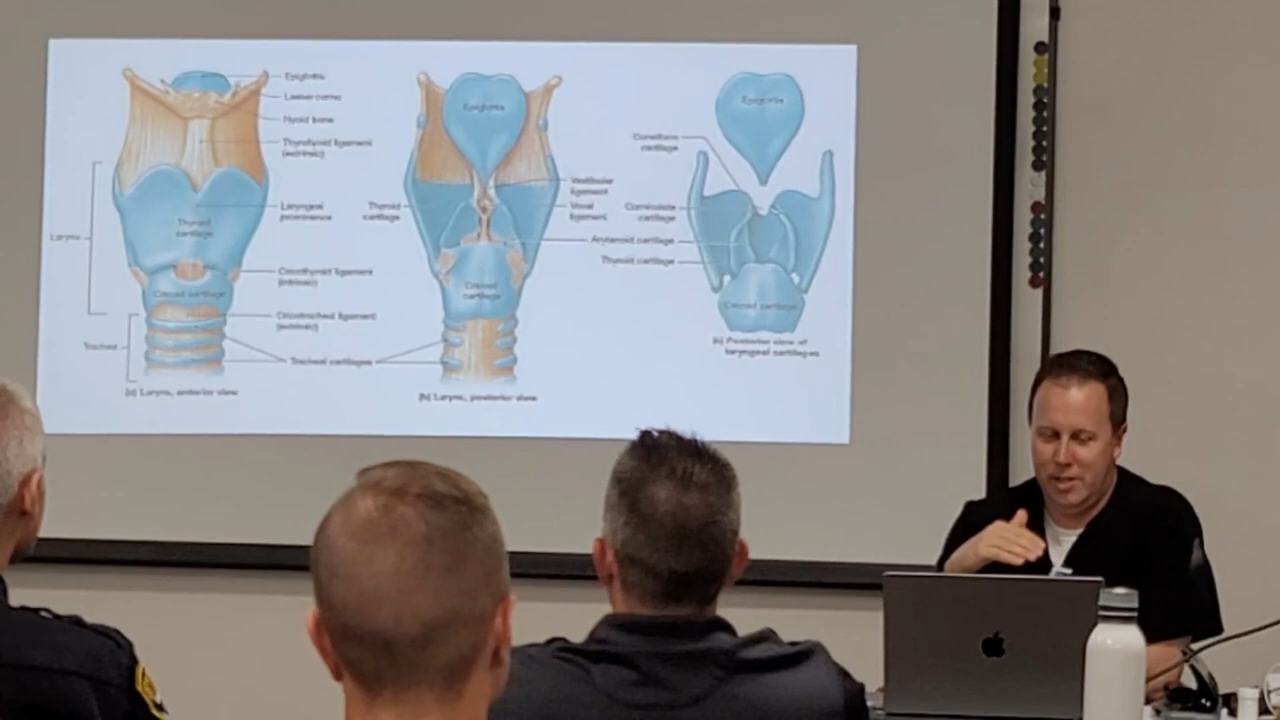 Epiglottis
Lesser cornu
Hyoid bone
Thyrohyoid ligament
(extrinsic)
Laryngeal
prominence
Thyroid
cartilage
Larynx
Cricothyroid ligament
(intrinsic)
Cricoid cartilage
Cricotracheal ligament
(extrinsic)
Trachea
Tracheal cartilages
(a) Larynx, anterior view
Epiglottis
Vestibular
ligament
Thyroid
cartilage
Vocal
ligament
Arytenoid cartilage
Cricoid
cartilage
(b) Larynx, posterior view
Epiglottis
Cuneiform
cartilage
Corniculate
cartilage
Thyroid cartilage
Cricoid cartilage
Posterior view of
laryngeal cartilages